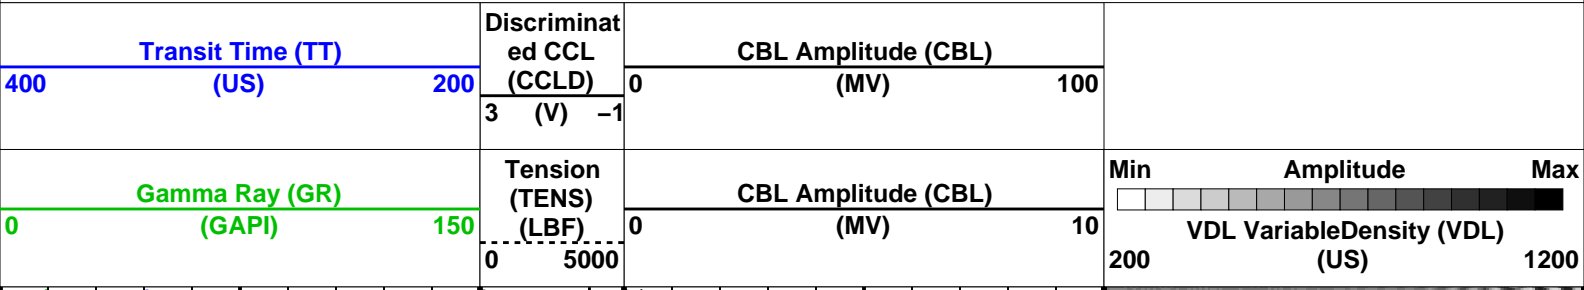 Transit Time (TT)
400 (US) 200
Discriminat
ed CCL
(CCLD)
3 (V) −1
CBL Amplitude (CBL)
0 (MV) 100
Gamma Ray (GR)
0 (GAPI) 150
Tension
(TENS)
(LBF)
0 5000
CBL Amplitude (CBL)
0 (MV) 10
Min Amplitude Max
VDL VariableDensity (VDL)
200 (US) 1200